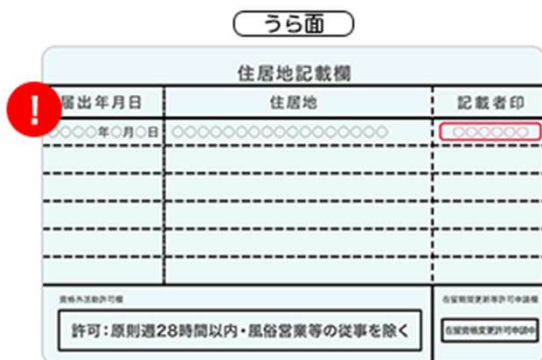 うら面
住居地記載欄
届出年月日 住居地 記載者印
○○○○年○月○日 ○○○○○○○○○○○○○○○○○ ○○○○○○
資格外活動許可欄 在留期間更新等許可申請欄
許可：原則週28時間以内・風俗営業等の従事を除く 在留資格変更許可申請中